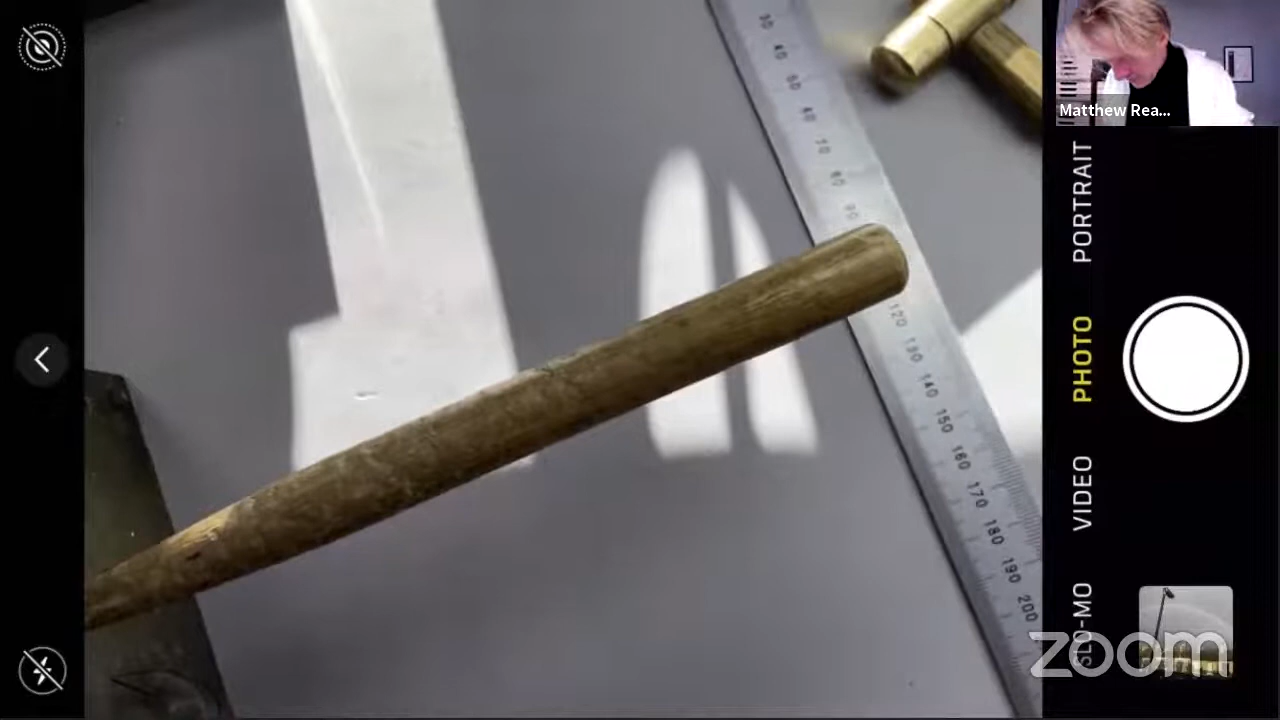 Matthew Rea...
PORTRAIT
PHOTO
VIDEO
SLO-MO
zoom
120
130
140
150
160
170
180
190
200